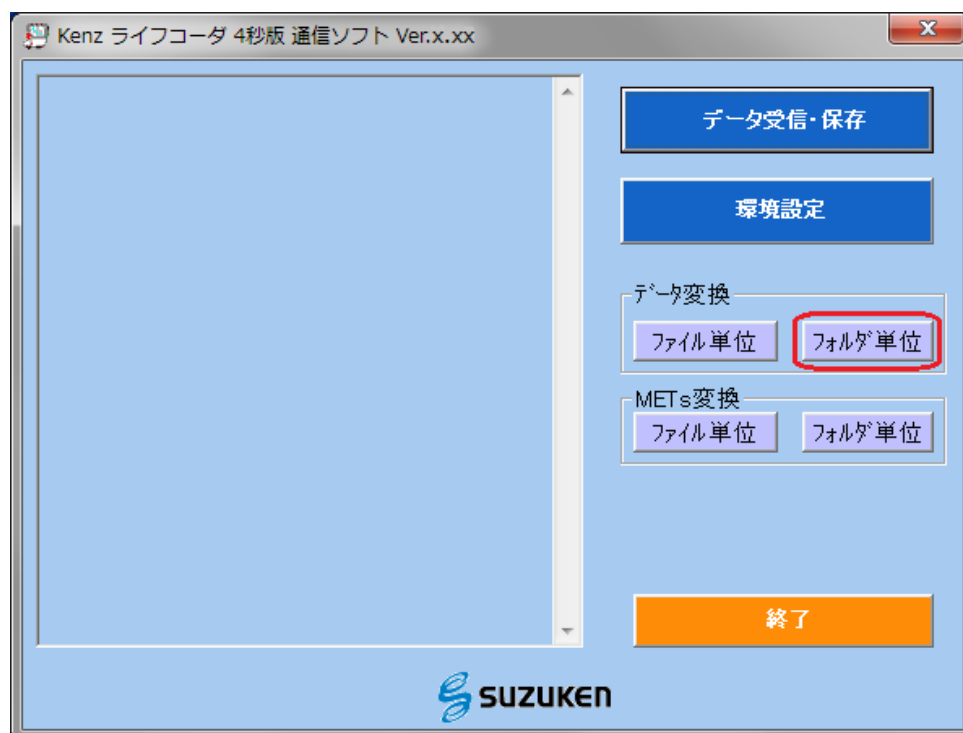 Kenz ライフコーダ 4秒版 通信ソフト Ver.x.xx
データ受信・保存
環境設定
ﾃﾞｰﾀ変換
ﾌｧｲﾙ単位
ﾌｫﾙﾀﾞ単位
METs変換
ﾌｧｲﾙ単位
ﾌｫﾙﾀﾞ単位
終了
SUZUKEN